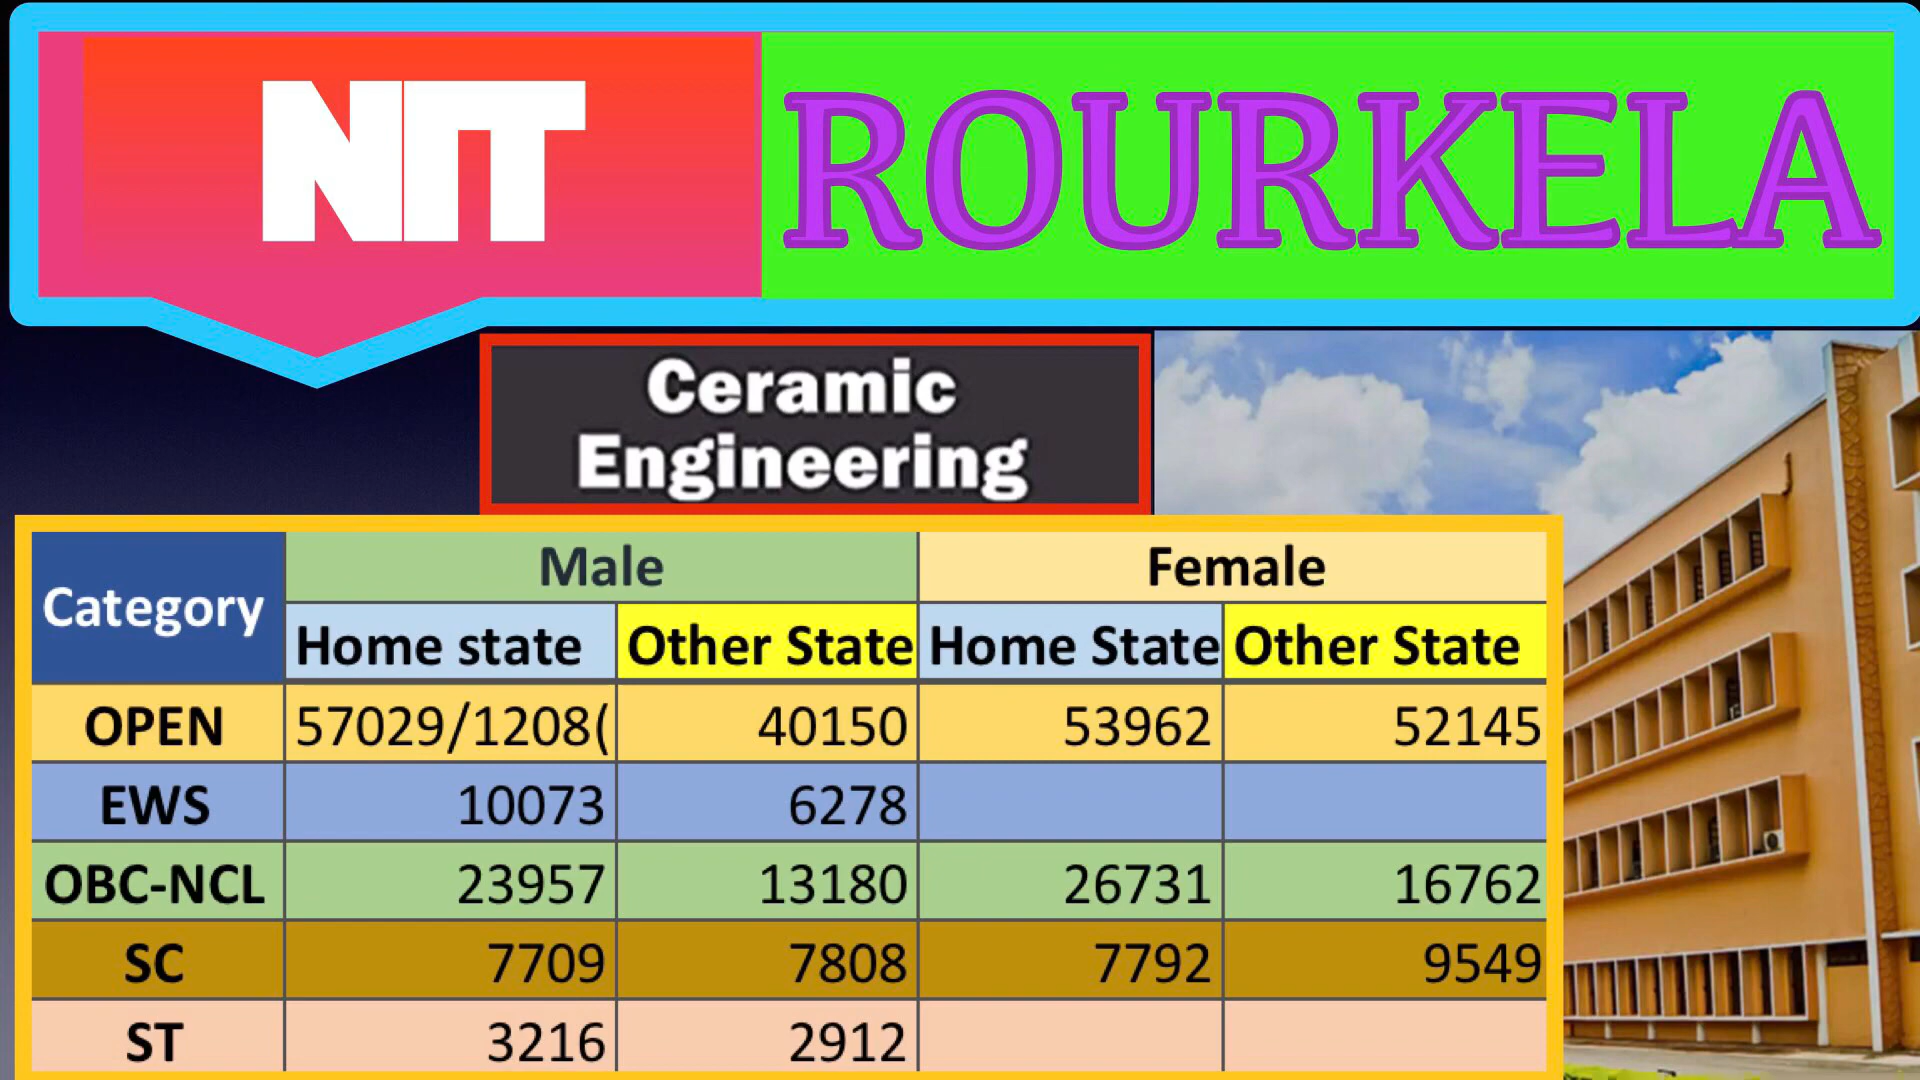 NIT ROURKELA
Ceramic
Engineering
Category Male Female
Home state Other State Home State Other State
OPEN 57029/1208( 40150 53962 52145
EWS 10073 6278
OBC-NCL 23957 13180 26731 16762
SC 7709 7808 7792 9549
ST 3216 2912